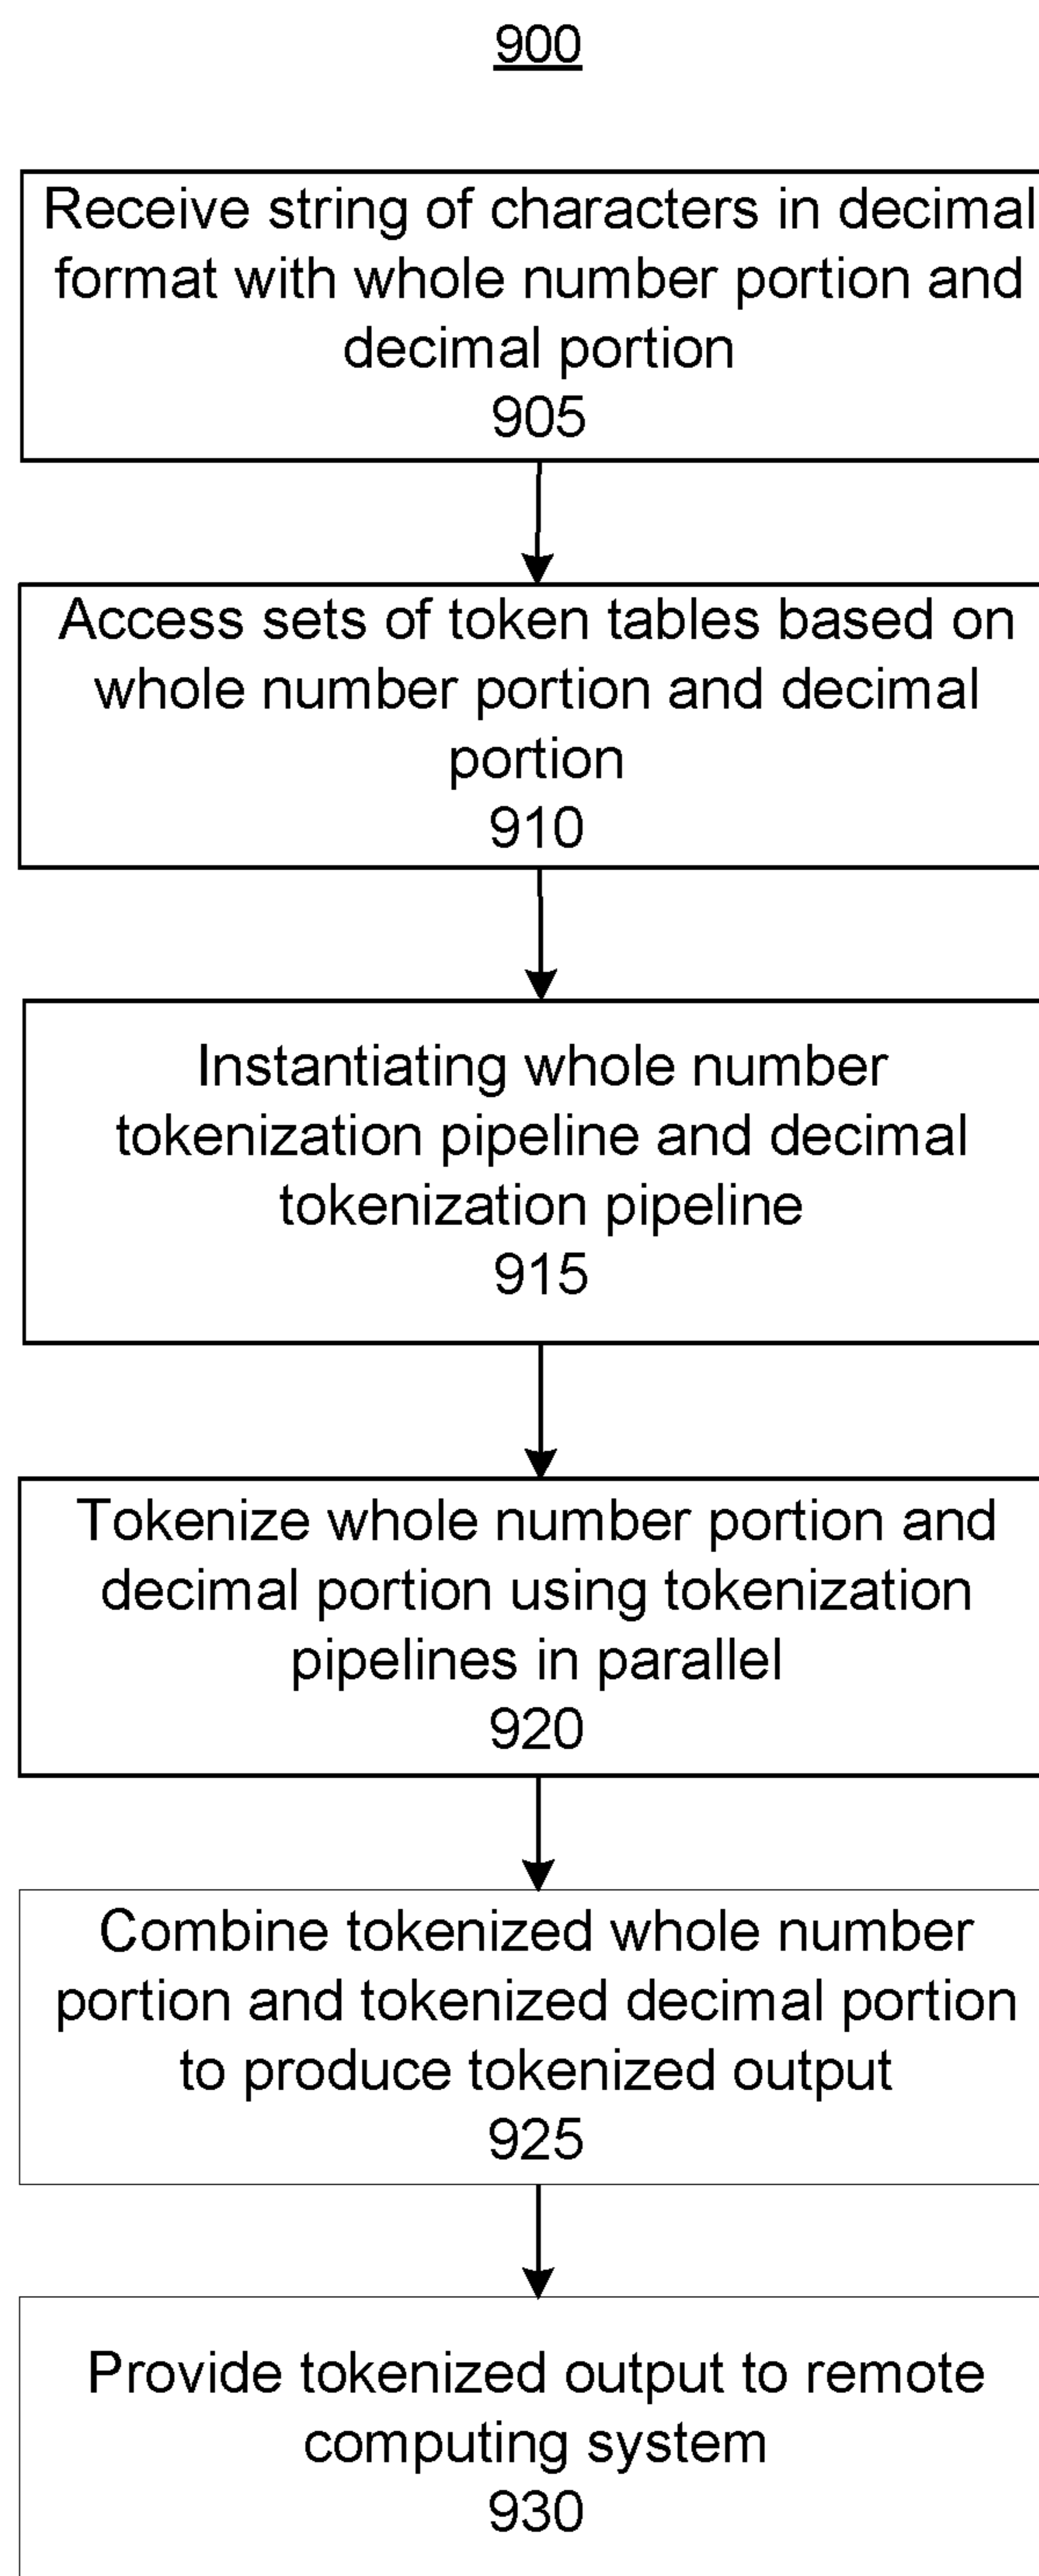 900
Receive string of characters in decimal
format with whole number portion and
decimal portion
905
Access sets of token tables based on
whole number portion and decimal
portion
910
Instantiating whole number
tokenization pipeline and decimal
tokenization pipeline
915
Tokenize whole number portion and
decimal portion using tokenization
pipelines in parallel
920
Combine tokenized whole number
portion and tokenized decimal portion
to produce tokenized output
925
Provide tokenized output to remote
computing system
930